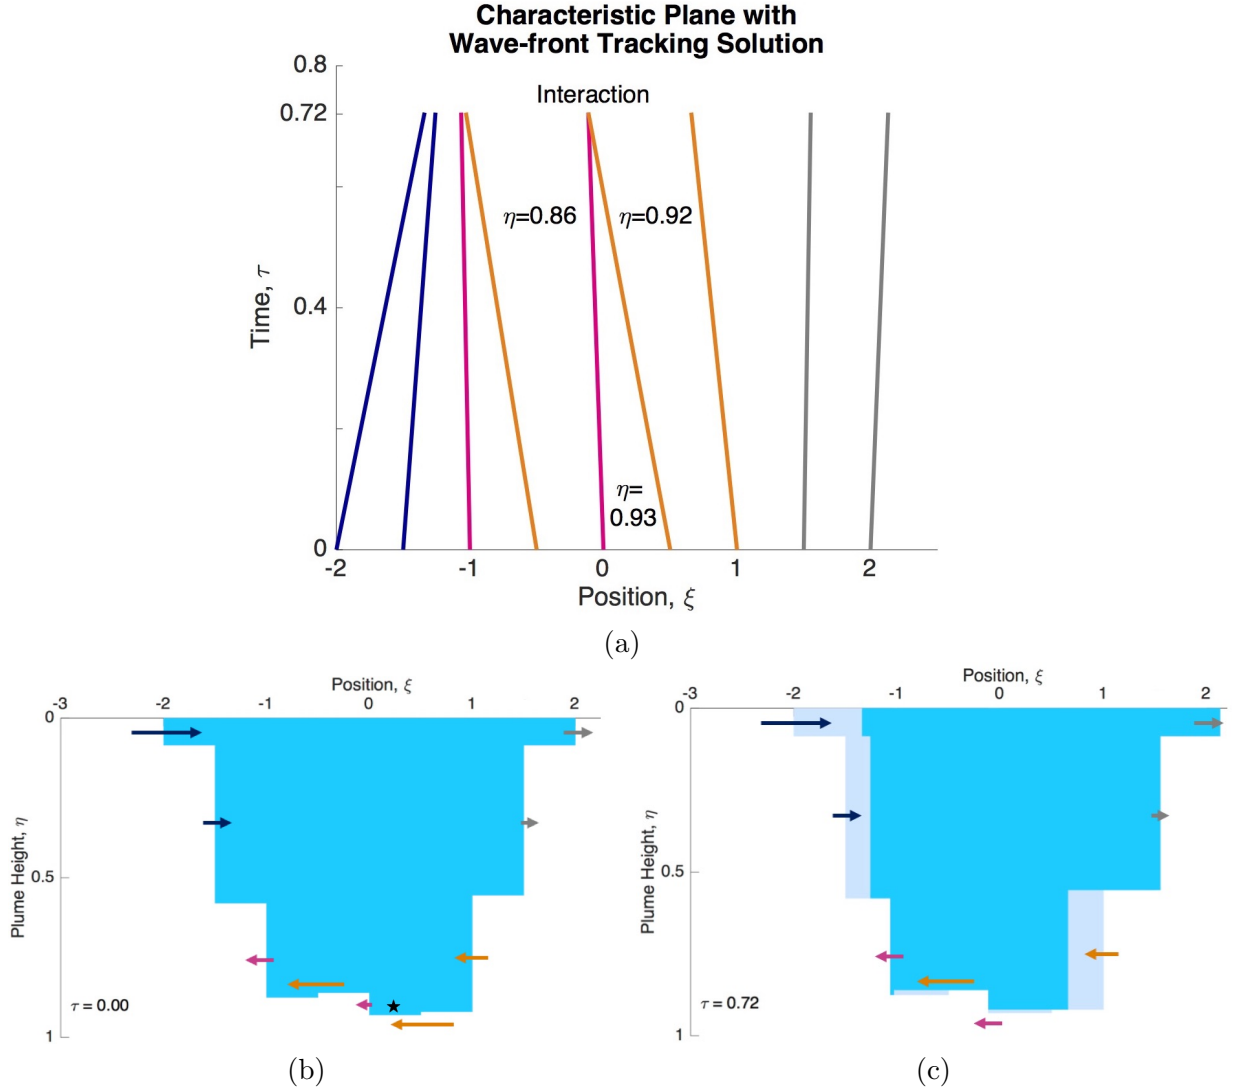 Characteristic Plane with
Wave-front Tracking Solution
0.8
Interaction
0.72
η=0.86
η=0.92
Time, τ
0.4
η=
0.93
0
-2
-1
0
1
2
Position, ξ
(a)
Position, ξ
-3
-2
-1
0
1
2
0
Plume Height, η
0.5
τ = 0.00
1
(b)
Position, ξ
-3
-2
-1
0
1
2
0
Plume Height, η
0.5
τ = 0.72
1
(c)